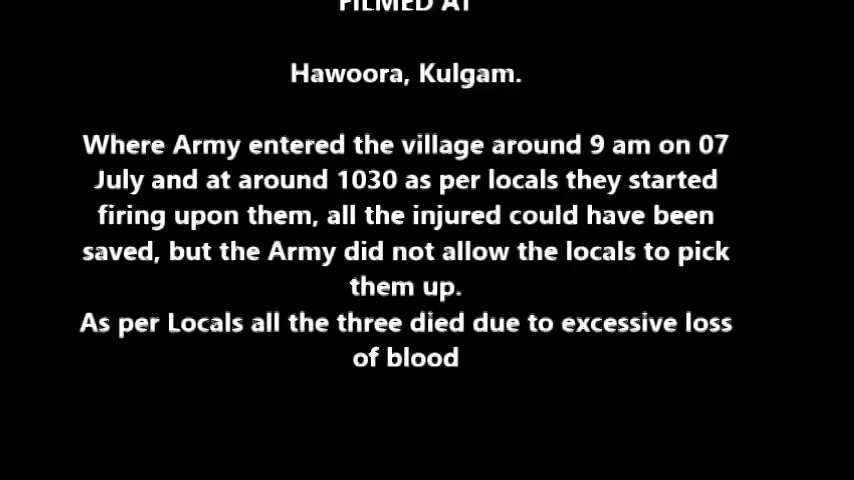 FILMED AT
Hawoora, Kulgam.
Where Army entered the village around 9 am on 07
July and at around 1030 as per locals they started
firing upon them, all the injured could have been
saved, but the Army did not allow the locals to pick
them up.
As per Locals all the three died due to excessive loss
of blood